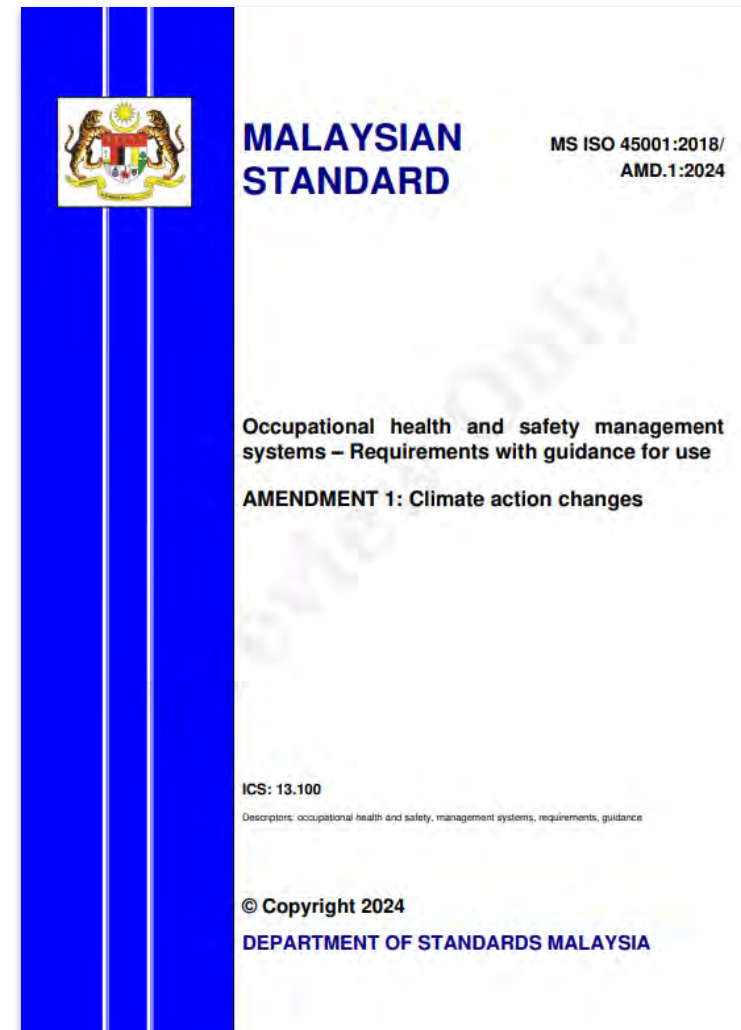 MALAYSIAN
STANDARD
MS ISO 45001:2018/
AMD.1:2024
Occupational health and safety management
systems – Requirements with guidance for use
AMENDMENT 1: Climate action changes
ICS: 13.100
Descriptors: occupational health and safety, management systems, requirements, guidance
© Copyright 2024
DEPARTMENT OF STANDARDS MALAYSIA